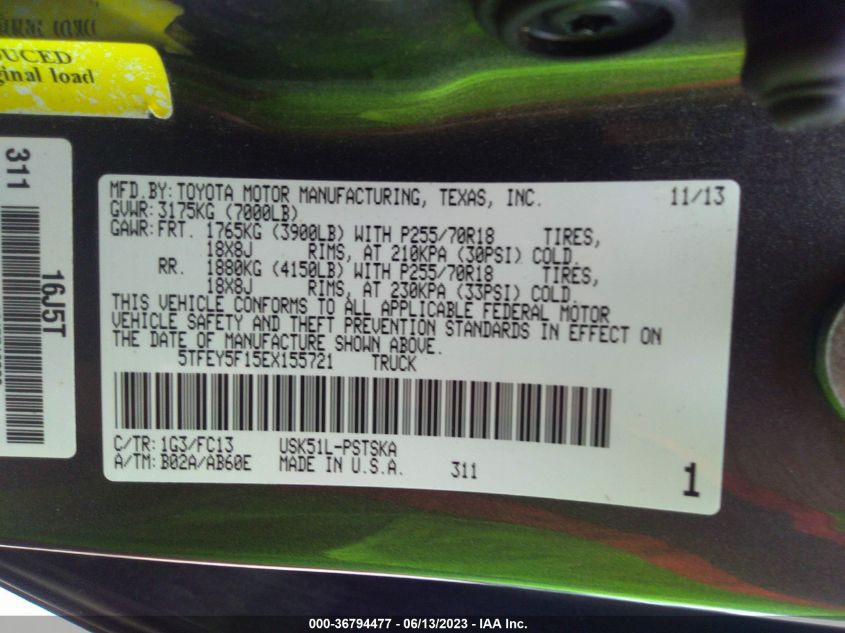 UCED
ginal load
311
16J5T
MFD.BY: TOYOTA MOTOR MANUFACTURING, TEXAS, INC. 11/13
GVWR: 3175KG (7000LB)
GAWR: FRT. 1765KG (3900LB) WITH P255/70R18 TIRES,
18X8J RIMS, AT 210KPA (30PSI) COLD.
RR. 1880KG (4150LB) WITH P255/70R18 TIRES,
18X8J RIMS, AT 230KPA (33PSI) COLD.
THIS VEHICLE CONFORMS TO ALL APPLICABLE FEDERAL MOTOR
VEHICLE SAFETY AND THEFT PREVENTION STANDARDS IN EFFECT ON
THE DATE OF MANUFACTURE SHOWN ABOVE.
5TFEY5F15EX155721 TRUCK
C/TR: 1G3/FC13 USK51L-PSTSKA
A/TM: B02A/AB60E MADE IN U.S.A. 311 1
000-36794477 - 06/13/2023 - IAA Inc.